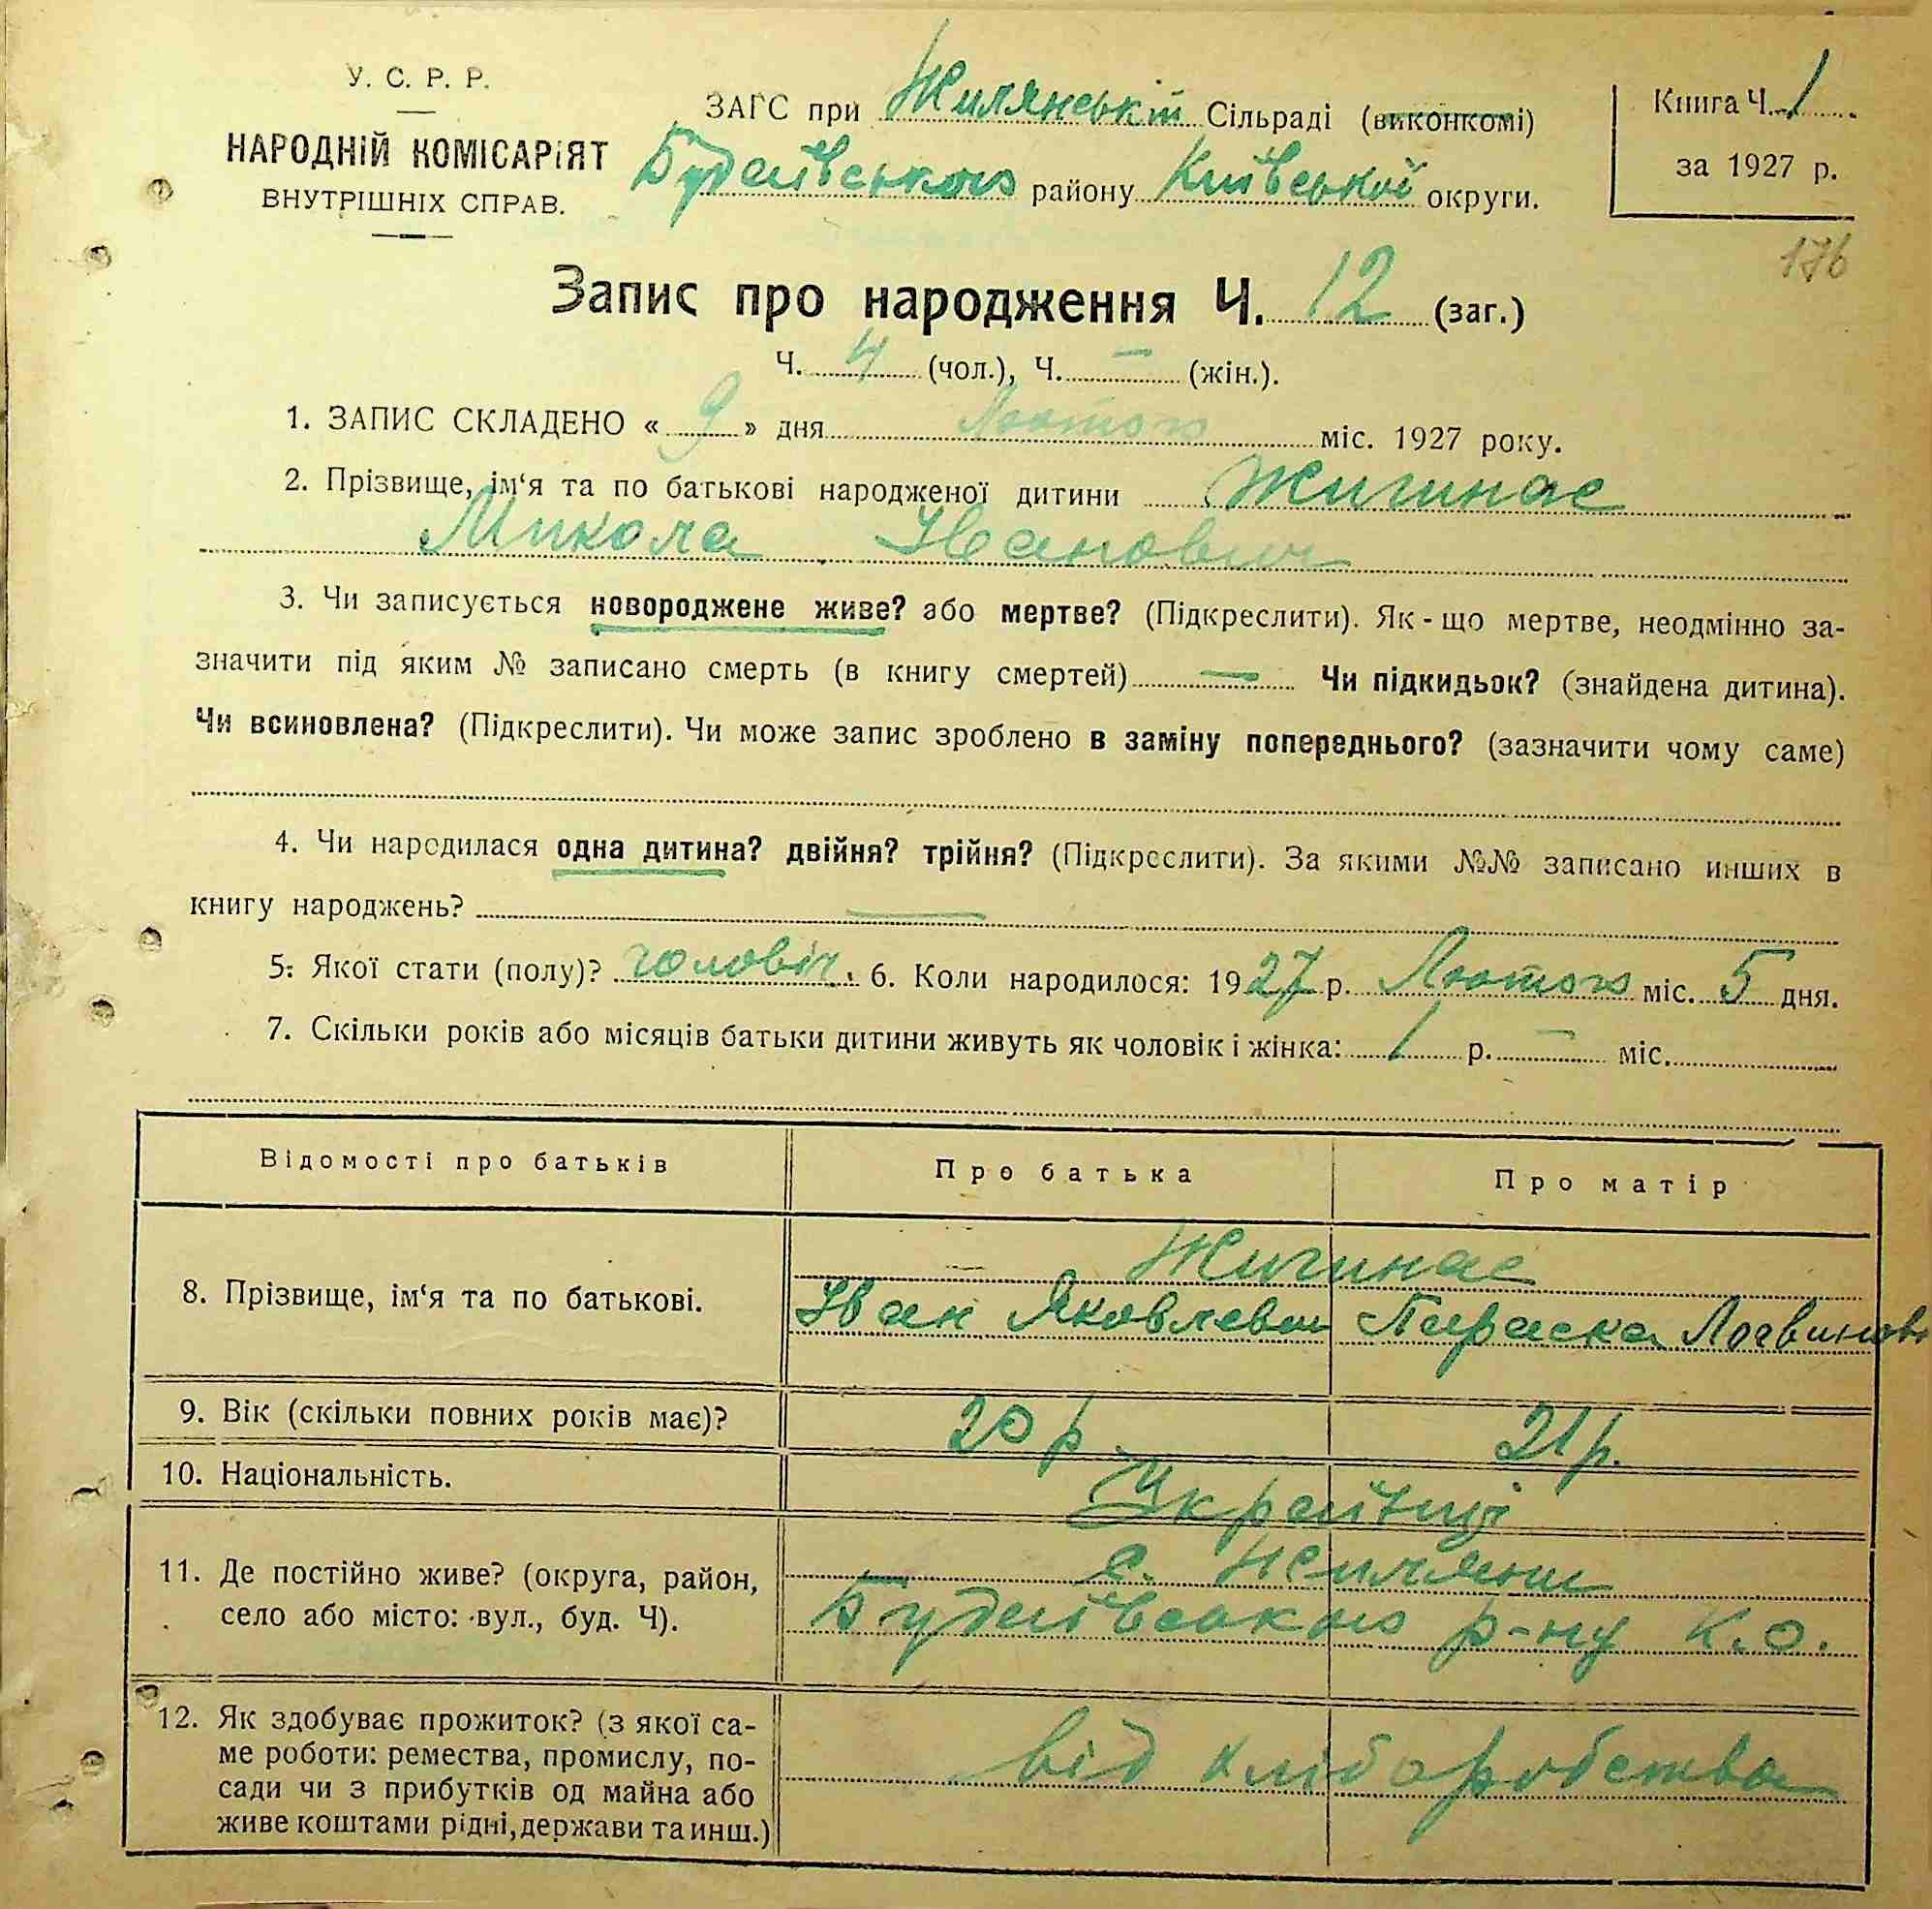 У. С. Р. Р.
НАРОДНІЙ КОМІСАРІЯТ
ВНУТРІШНІХ СПРАВ.
ЗАГС при Жилянській Сільраді (виконкомі)
Будаївського району Київської округи.
Книга Ч. 1
за 1927 р.
176
Запис про народження Ч. 12 (заг.)
Ч. 4 (чол.), Ч. — (жін.).
1. ЗАПИС СКЛАДЕНО « 9 » дня Лютого міс. 1927 року.
2. Прізвище, ім‘я та по батькові народженої дитини Жигинас
Микола Іванович
3. Чи записується новороджене живе? або мертве? (Підкреслити). Як-що мертве, неодмінно за-
значити під яким № записано смерть (в книгу смертей) — Чи підкидьок? (знайдена дитина).
Чи всиновлена? (Підкреслити). Чи може запис зроблено в заміну попереднього? (зазначити чому саме)
4. Чи народилася одна дитина? двійня? трійня? (Підкреслити). За якими №№ записано инших в
книгу народжень? —
5. Якої стати (полу)? чоловіч. 6. Коли народилося: 1927 р. Лютого міс. 5 дня.
7. Скільки років або місяців батьки дитини живуть як чоловік і жінка: 1 р. — міс.
Відомості про батьків Про батька Про матір
8. Прізвище, ім‘я та по батькові.
Жигинас
Іван Яковлевич Параска Логвинов
9. Вік (скільки повних років має)? 20 р. 21 р.
10. Національність. Українці
11. Де постійно живе? (округа, район,
село або місто: вул., буд. Ч).
с. Жиляни
Будаївського р-ну К.О.
12. Як здобуває прожиток? (з якої са-
ме роботи: ремества, промислу, по-
сади чи з прибутків од майна або
живе коштами рідні, держави та инш.)
від хліборобства